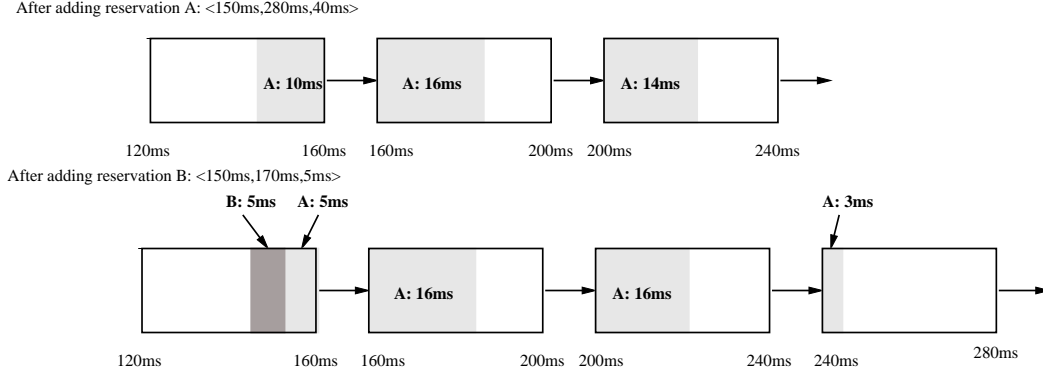 After adding reservation A: <150ms,280ms,40ms>
A: 10ms A: 16ms A: 14ms
120ms 160ms 160ms 200ms 200ms 240ms
After adding reservation B: <150ms,170ms,5ms>
B: 5ms A: 5ms A: 3ms
A: 16ms A: 16ms
120ms 160ms 160ms 200ms 200ms 240ms 240ms 280ms